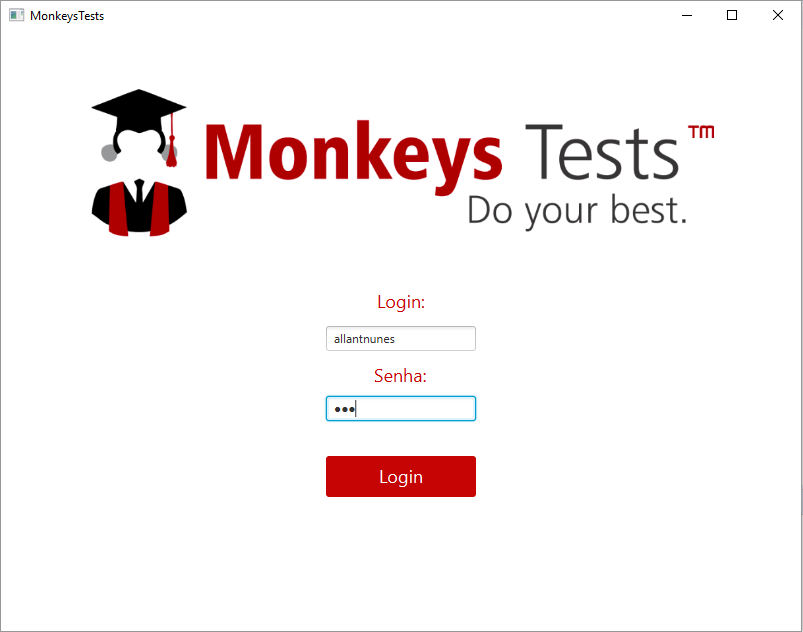 MonkeysTests
Monkeys Tests™
Do your best.
Login:
allantnunes
Senha:
•••
Login